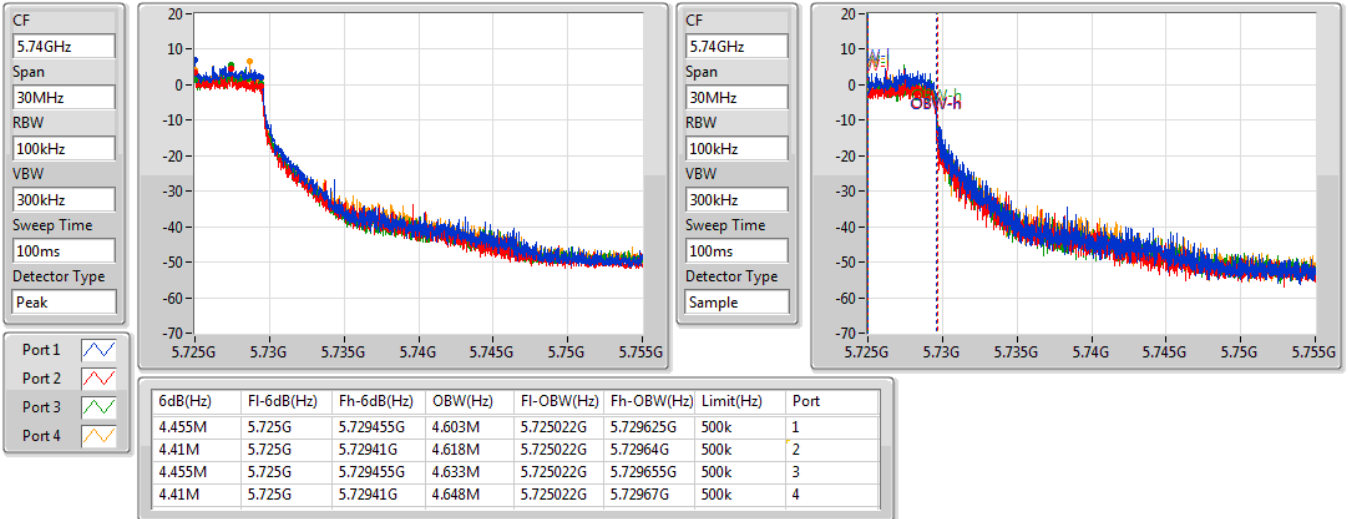 CF
5.74GHz
Span
30MHz
RBW
100kHz
VBW
300kHz
Sweep Time
100ms
Detector Type
Peak
20
10
0
-10
-20
-30
-40
-50
-60
-70
5.725G 5.73G 5.735G 5.74G 5.745G 5.75G 5.755G
CF
5.74GHz
Span
30MHz
RBW
100kHz
VBW
300kHz
Sweep Time
100ms
Detector Type
Sample
20
10
0
-10
-20
-30
-40
-50
-60
-70
OBW-h
5.725G 5.73G 5.735G 5.74G 5.745G 5.75G 5.755G
Port 1
Port 2
Port 3
Port 4
6dB(Hz) Fl-6dB(Hz) Fh-6dB(Hz) OBW(Hz) Fl-OBW(Hz) Fh-OBW(Hz) Limit(Hz) Port
4.455M 5.725G 5.729455G 4.603M 5.725022G 5.729625G 500k 1
4.41M 5.725G 5.72941G 4.618M 5.725022G 5.72964G 500k 2
4.455M 5.725G 5.729455G 4.633M 5.725022G 5.729655G 500k 3
4.41M 5.725G 5.72941G 4.648M 5.725022G 5.72967G 500k 4